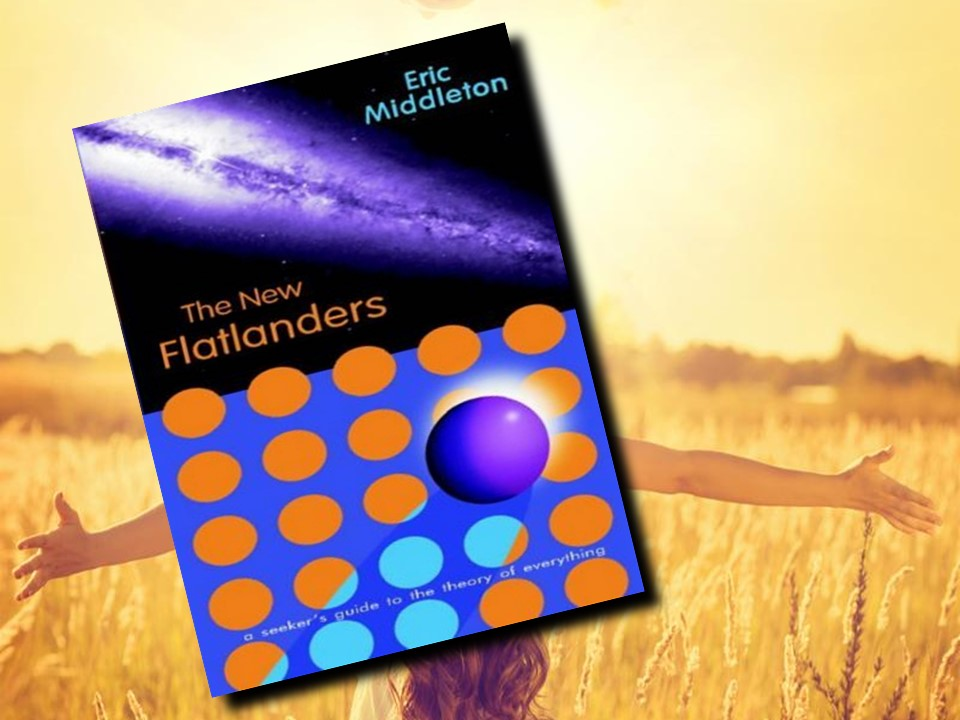 Eric
Middleton
The New
Flatlanders
a seeker's guide to the theory of everything